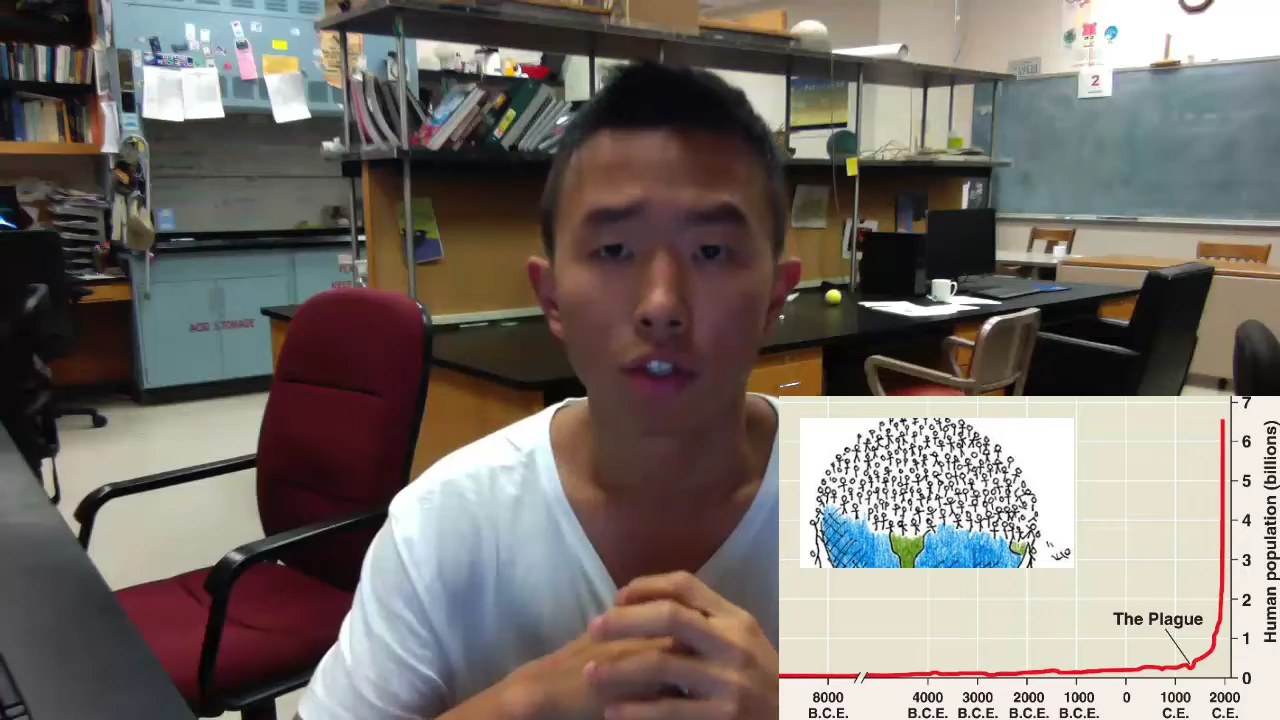 2
ACID STORAGE
7
6
5
4
3
2
1
0
Human population (billions)
The Plague
8000 B.C.E.
4000 B.C.E.
3000 B.C.E.
2000 B.C.E.
1000 B.C.E.
0
1000 C.E.
2000 C.E.